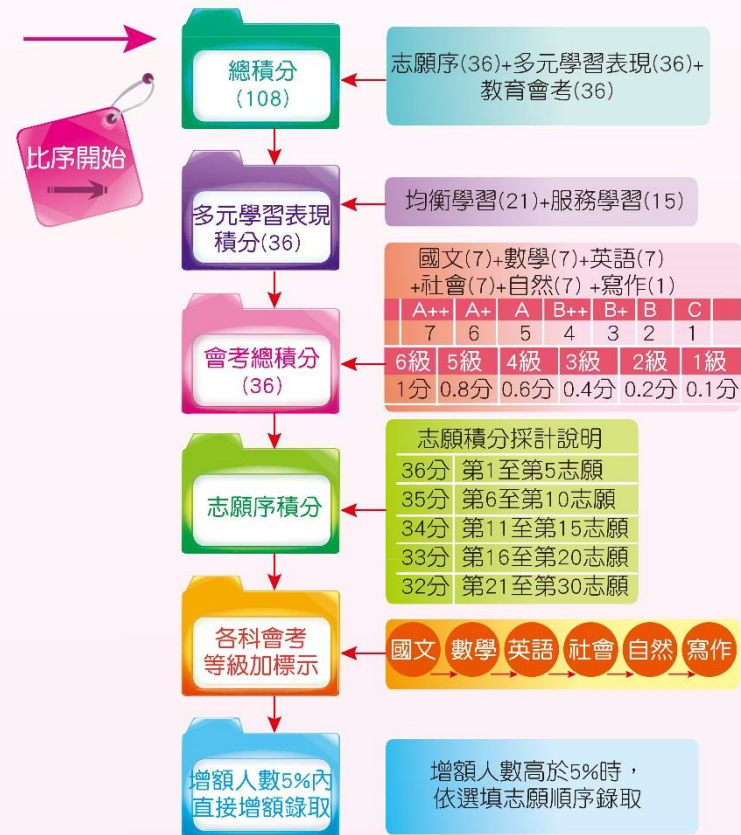 比序開始
總積分
(108)
志願序(36)+多元學習表現(36)+
教育會考(36)
多元學習表現
積分(36)
均衡學習(21)+服務學習(15)
會考總積分
(36)
國文(7)+數學(7)+英語(7)
+社會(7)+自然(7) +寫作(1)
A++ A+ A B++ B+ B C
7 6 5 4 3 2 1
6級 5級 4級 3級 2級 1級
1分 0.8分 0.6分 0.4分 0.2分 0.1分
志願序積分
志願積分採計說明
36分 第1至第5志願
35分 第6至第10志願
34分 第11至第15志願
33分 第16至第20志願
32分 第21至第30志願
各科會考
等級加標示
國文 數學 英語 社會 自然 寫作
增額人數5%內
直接增額錄取
增額人數高於5%時，
依選填志願順序錄取